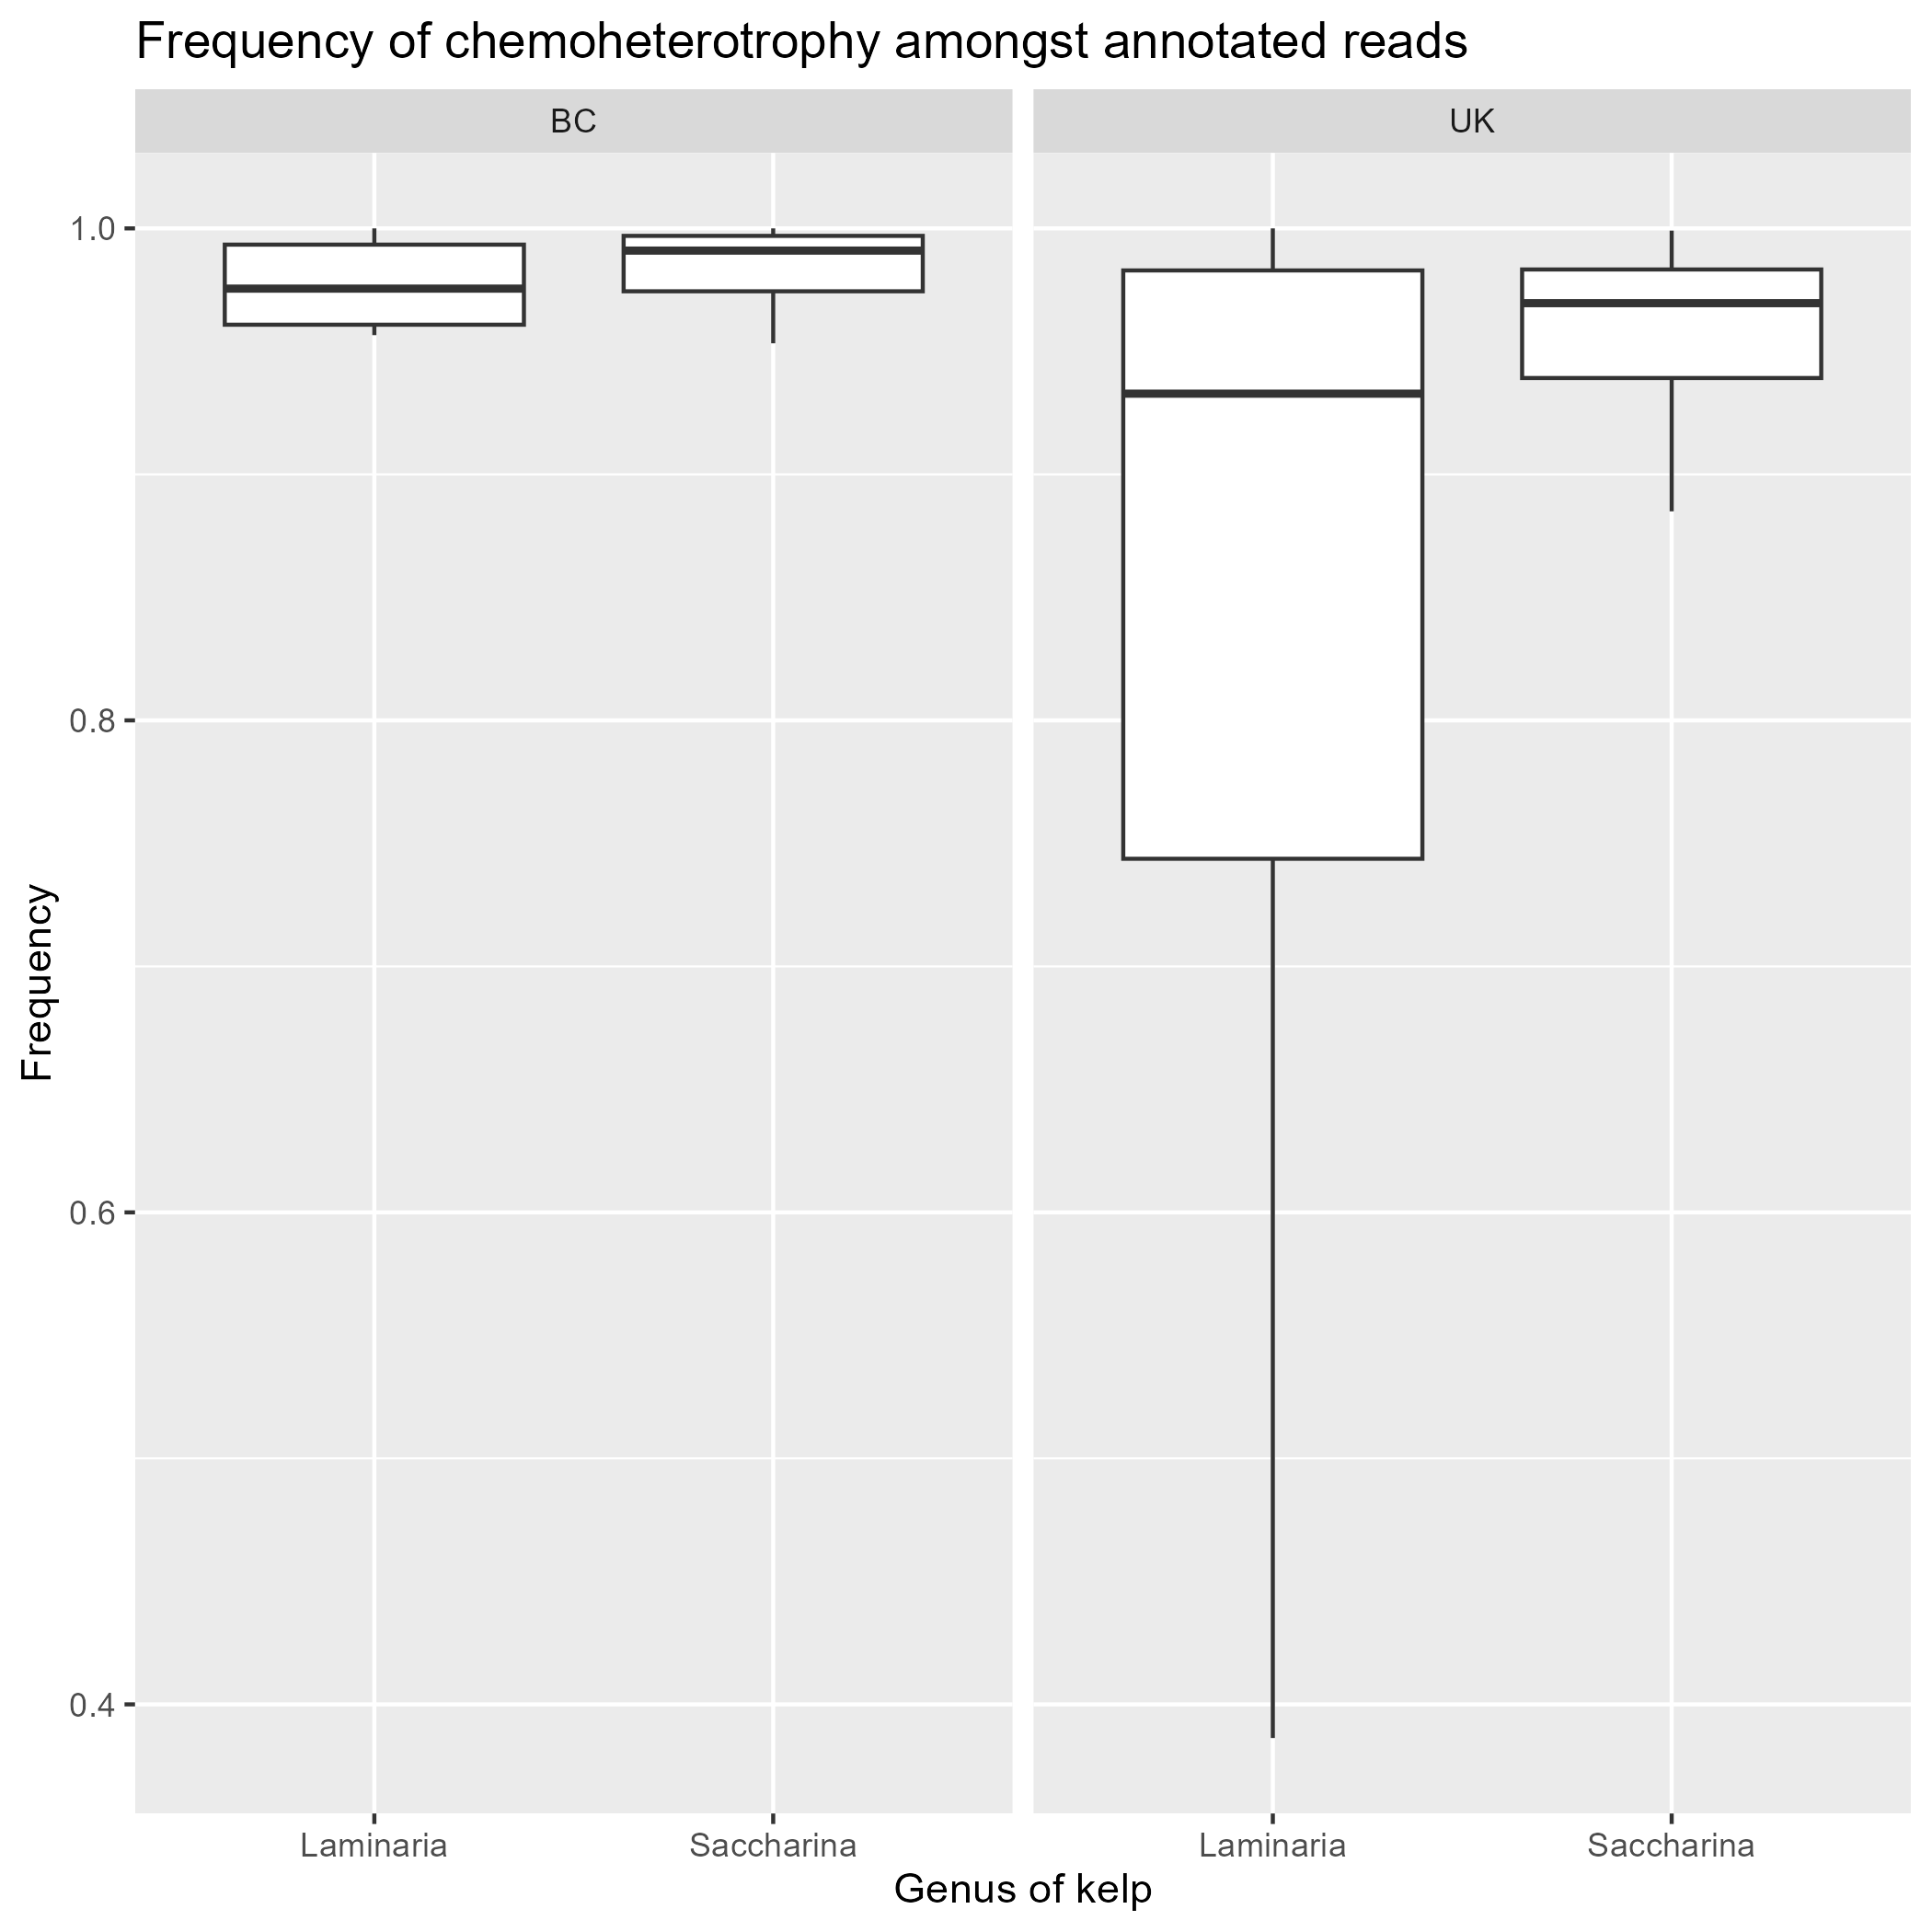 Frequency of chemoheterotrophy amongst annotated reads
BC
UK
1.0
0.8
0.6
0.4
Frequency
Laminaria
Saccharina
Laminaria
Saccharina
Genus of kelp